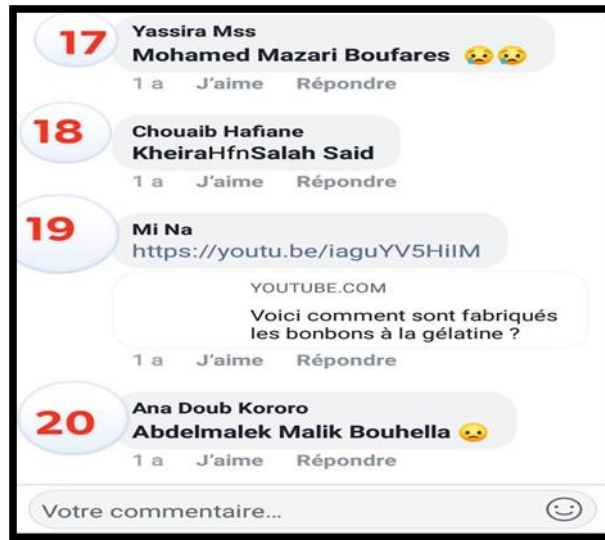 17
Yassira Mss
Mohamed Mazari Boufares 😥😥
1 a J'aime Répondre
18
Chouaib Hafiane
KheiraHfnSalah Said
1 a J'aime Répondre
19
Mi Na
https://youtu.be/iaguYV5HiIM
YOUTUBE.COM
Voici comment sont fabriqués
les bonbons à la gélatine ?
1 a J'aime Répondre
20
Ana Doub Kororo
Abdelmalek Malik Bouhella 😞
1 a J'aime Répondre
Votre commentaire...